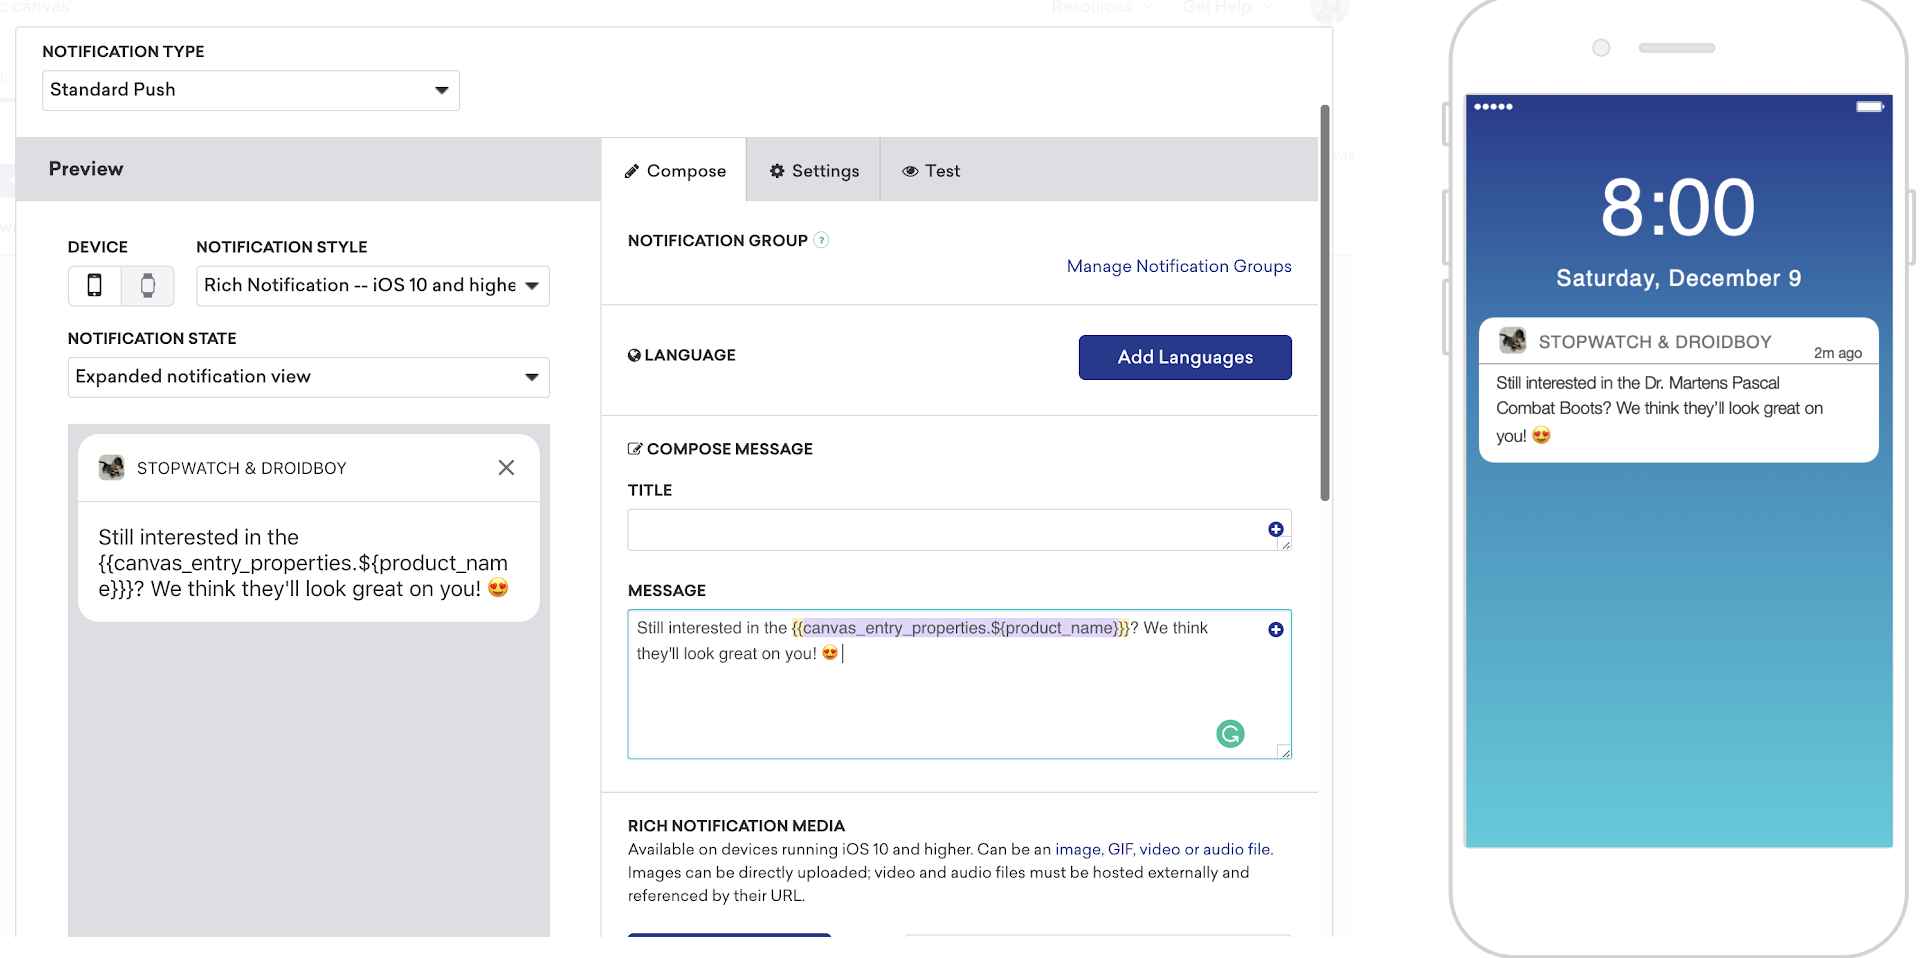 c canvas'
Resources
Get Help
NOTIFICATION TYPE
Standard Push
Preview
Compose
Settings
Test
DEVICE
NOTIFICATION STYLE
Rich Notification -- iOS 10 and highe
NOTIFICATION STATE
Expanded notification view
STOPWATCH & DROIDBOY
Still interested in the
{{canvas_entry_properties.${product_nam
e}}}? We think they'll look great on you! 😍
NOTIFICATION GROUP ?
Manage Notification Groups
LANGUAGE
Add Languages
COMPOSE MESSAGE
TITLE
MESSAGE
Still interested in the {{canvas_entry_properties.${product_name}}}? We think
they'll look great on you! 😍
RICH NOTIFICATION MEDIA
Available on devices running iOS 10 and higher. Can be an image, GIF, video or audio file.
Images can be directly uploaded; video and audio files must be hosted externally and
referenced by their URL.
8:00
Saturday, December 9
STOPWATCH & DROIDBOY
2m ago
Still interested in the Dr. Martens Pascal
Combat Boots? We think they'll look great on
you! 😍